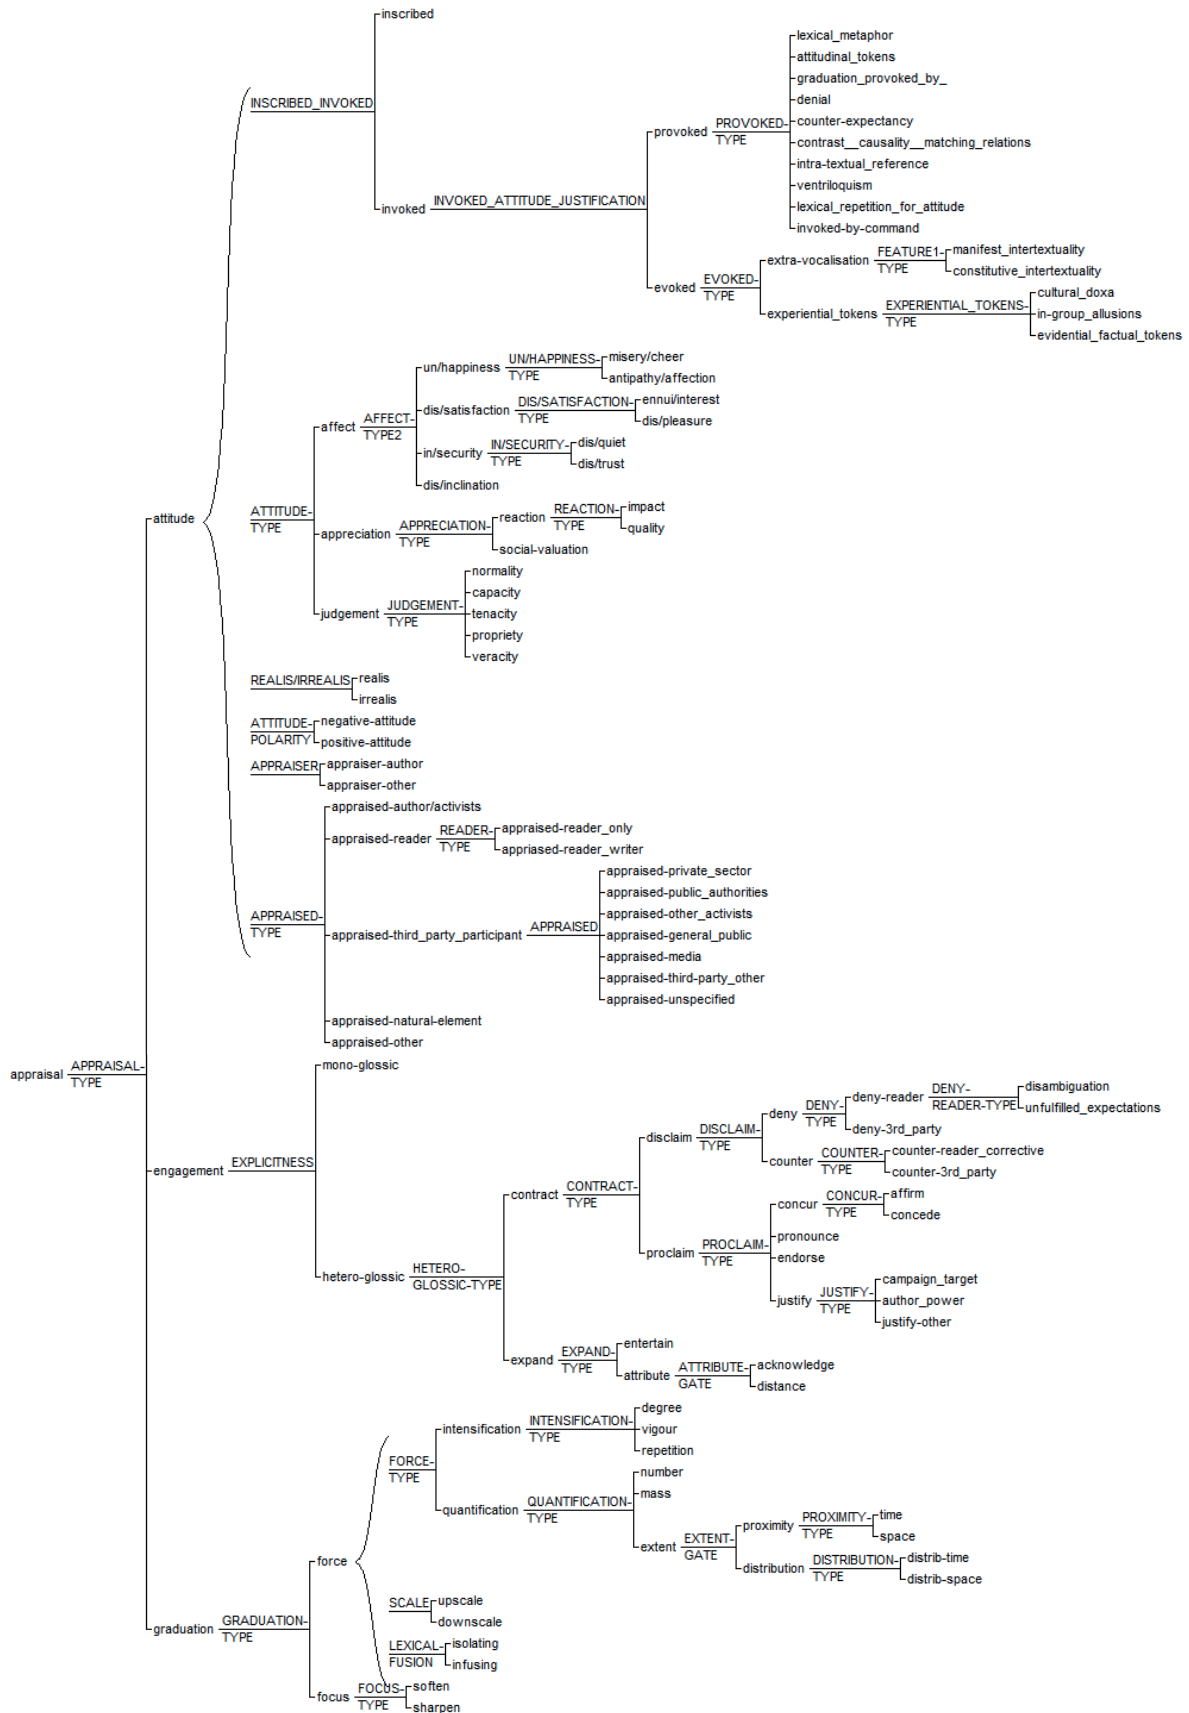 inscribed
lexical_metaphor
attitudinal_tokens
graduation_provoked_by_
denial
INSCRIBED_INVOKED
counter-expectancy
provoked PROVOKED-
TYPE
contrast__causality__matching_relations
intra-textual_reference
ventriloquism
lexical_repetition_for_attitude
invoked INVOKED_ATTITUDE_JUSTIFICATION
invoked-by-command
manifest_intertextuality
extra-vocalisation FEATURE1-
TYPE
constitutive_intertextuality
evoked EVOKED-
TYPE
cultural_doxa
experiential_tokens EXPERIENTIAL_TOKENS-
TYPE
in-group_allusions
evidential_factual_tokens
misery/cheer
un/happiness UN/HAPPINESS-
TYPE
antipathy/affection
ennui/interest
dis/satisfaction DIS/SATISFACTION-
TYPE
dis/pleasure
affect AFFECT-
TYPE2
dis/quiet
in/security IN/SECURITY-
TYPE
dis/trust
dis/inclination
attitude
ATTITUDE-
TYPE
impact
reaction REACTION-
TYPE
quality
appreciation APPRECIATION-
TYPE
social-valuation
normality
capacity
judgement JUDGEMENT-
TYPE
tenacity
propriety
veracity
REALIS/IRREALIS
realis
irrealis
ATTITUDE-
POLARITY
negative-attitude
positive-attitude
APPRAISER
appraiser-author
appraiser-other
appraised-author/activists
appraised-reader READER-
TYPE
appraised-reader_only
appriased-reader_writer
appraised-private_sector
appraised-public_authorities
appraised-other_activists
APPRAISED-
TYPE
appraised-third_party_participant APPRAISED
appraised-general_public
appraised-media
appraised-third-party_other
appraised-unspecified
appraised-natural-element
appraised-other
appraisal APPRAISAL-
TYPE
mono-glossic
disambiguation
deny-reader DENY-
READER-TYPE
unfulfilled_expectations
deny DENY-
TYPE
deny-3rd_party
disclaim DISCLAIM-
TYPE
counter-reader_corrective
counter COUNTER-
TYPE
counter-3rd_party
engagement EXPLICITNESS
contract CONTRACT-
TYPE
affirm
concur CONCUR-
TYPE
concede
pronounce
proclaim PROCLAIM-
TYPE
endorse
hetero-glossic HETERO-
GLOSSIC-TYPE
campaign_target
justify JUSTIFY-
TYPE
author_power
justify-other
entertain
expand EXPAND-
TYPE
attribute ATTRIBUTE-
GATE
acknowledge
distance
degree
intensification INTENSIFICATION-
TYPE
vigour
repetition
FORCE-
TYPE
number
mass
quantification QUANTIFICATION-
TYPE
time
proximity PROXIMITY-
TYPE
space
extent EXTENT-
GATE
distrib-time
distribution DISTRIBUTION-
TYPE
distrib-space
force
SCALE
upscale
downscale
graduation GRADUATION-
TYPE
LEXICAL-
FUSION
isolating
infusing
focus FOCUS-
TYPE
soften
sharpen